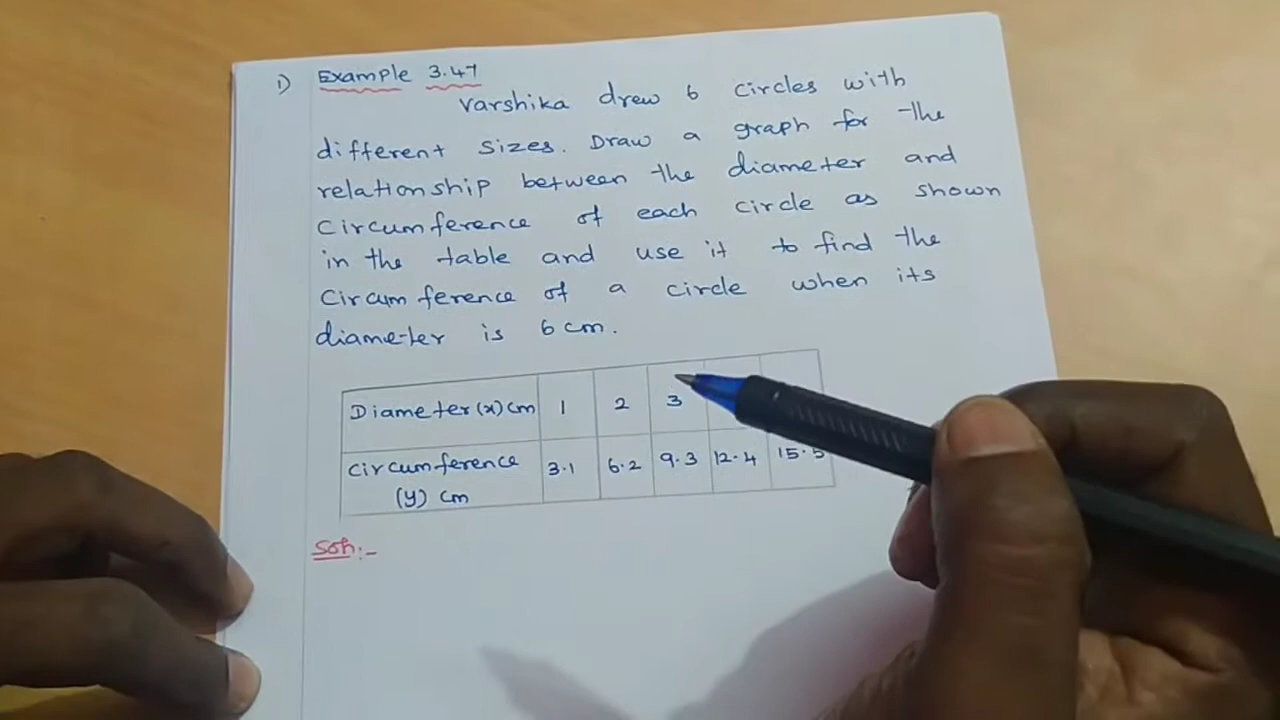 1) Example 3.47
Varshika drew 6 circles with
different sizes. Draw a graph for the
relationship between the diameter and
circumference of each circle as shown
in the table and use it to find the
circumference of a circle when its
diameter is 6 cm.
Diameter (x) cm 1 2 3
Circumference 3.1 6.2 9.3 12.4 15.5
(y) cm
Soln:-